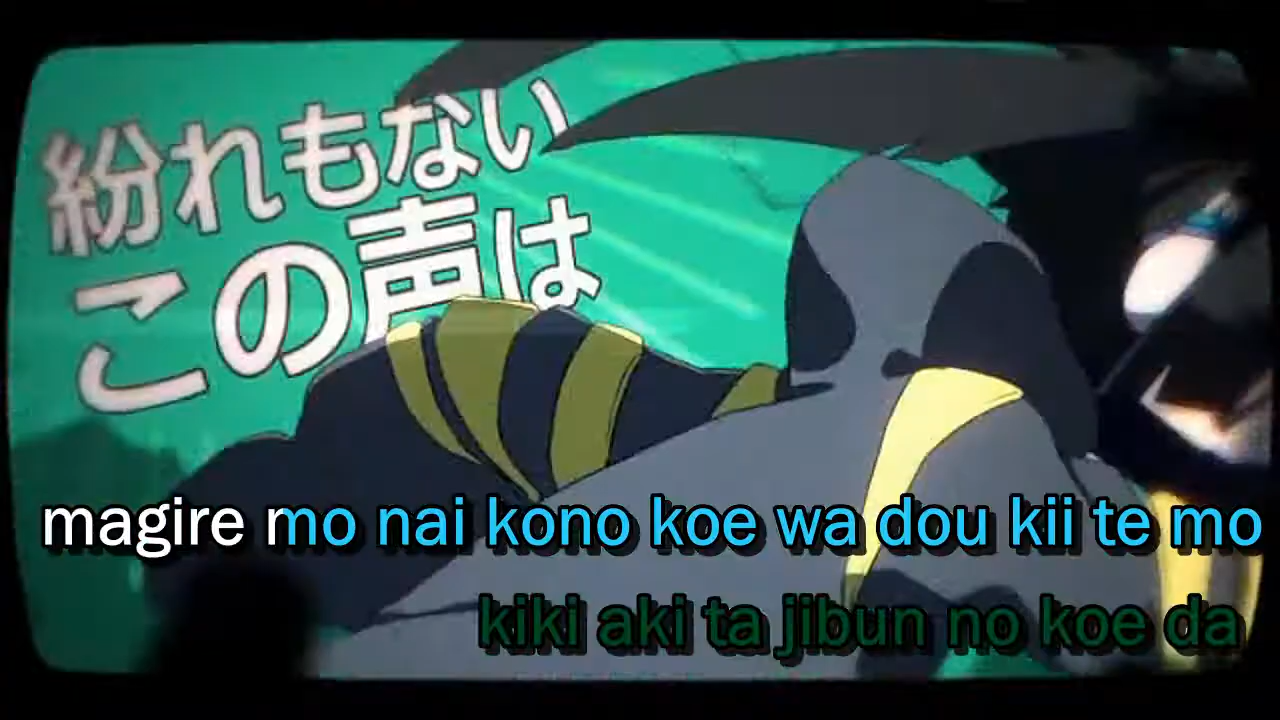 紛れもない
この声は
magire mo nai kono koe wa dou kii te mo
kiki aki ta jibun no koe da